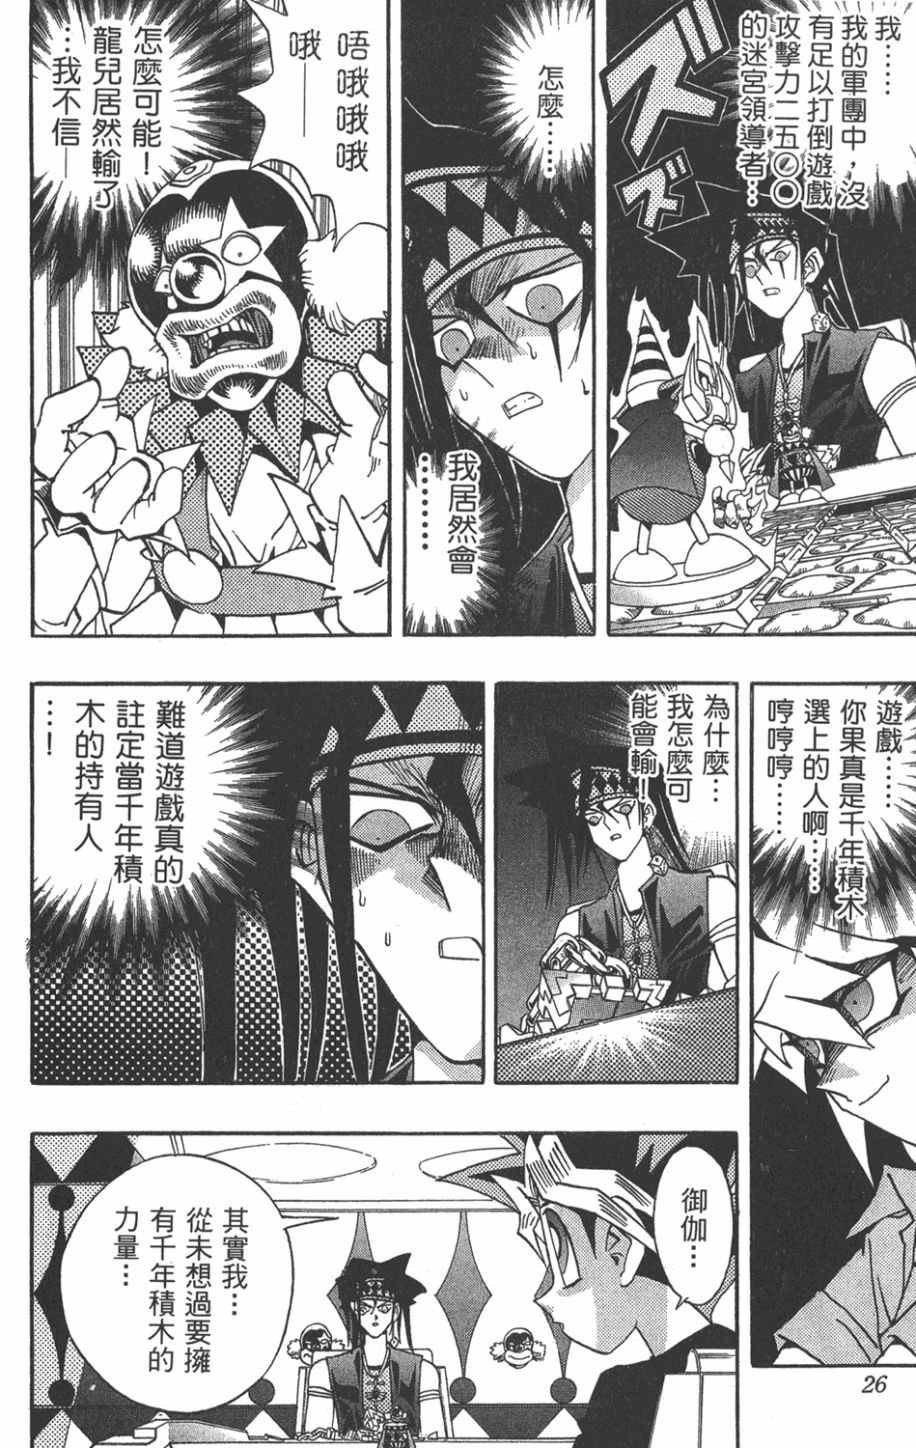 我……
我的軍團中，沒
有足以打倒遊戲
攻擊力二五〇〇
的迷宮領導者…
ズズ
ズズ
怎麼……
我居然會
………
唔哦哦哦
哦—
怎麼可能！
龍兒居然輸了
…我不信—
遊戲……
你果真是千年積木
選上的人啊……
哼哼哼……
為什麼…
我怎麼可
能會輸！
難道遊戲真的
註定當千年積
木的持有人
…！
御伽…
其實我…
從未想過要擁
有千年積木的
力量…
26